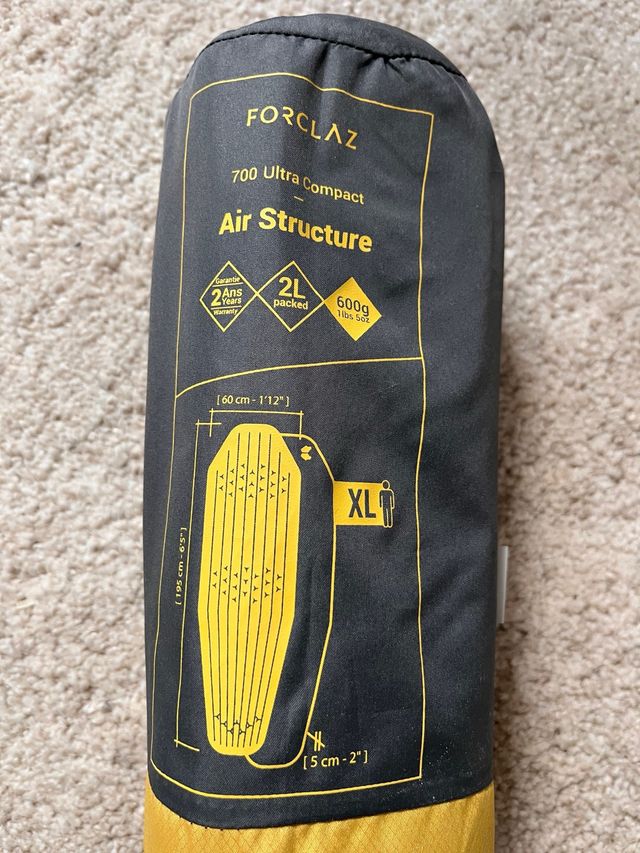 FORCLAZ
700 Ultra Compact
Air Structure
Garantie
2 Ans
Years
Warranty
2L
packed
600g
1lbs 5oz
[ 60 cm - 1'12" ]
XL
[ 195 cm - 6'5" ]
[ 5 cm - 2" ]